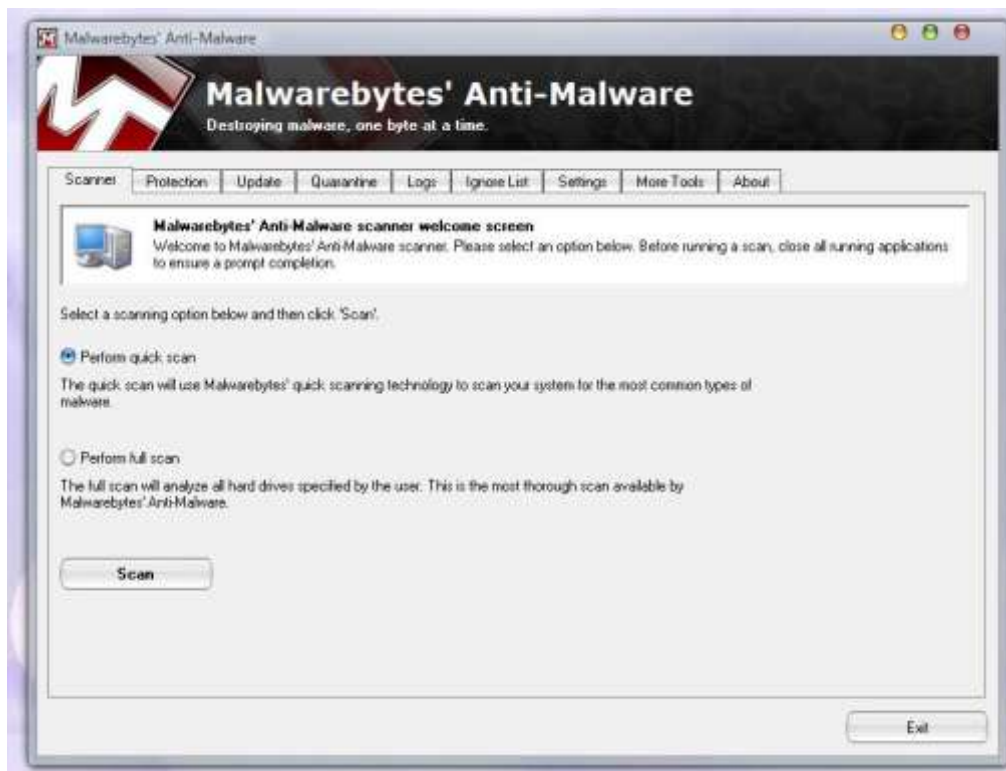 Malwarebytes' Anti-Malware
Malwarebytes' Anti-Malware
Destroying malware, one byte at a time.
Scanner Protection Update Quarantine Logs Ignore List Settings More Tools About
Malwarebytes' Anti-Malware scanner welcome screen
Welcome to Malwarebytes' Anti-Malware scanner. Please select an option below. Before running a scan, close all running applications
to ensure a prompt completion.
Select a scanning option below and then click 'Scan'.
Perform quick scan
The quick scan will use Malwarebytes' quick scanning technology to scan your system for the most common types of
malware.
Perform full scan
The full scan will analyze all hard drives specified by the user. This is the most thorough scan available by
Malwarebytes' Anti-Malware.
Scan
Exit